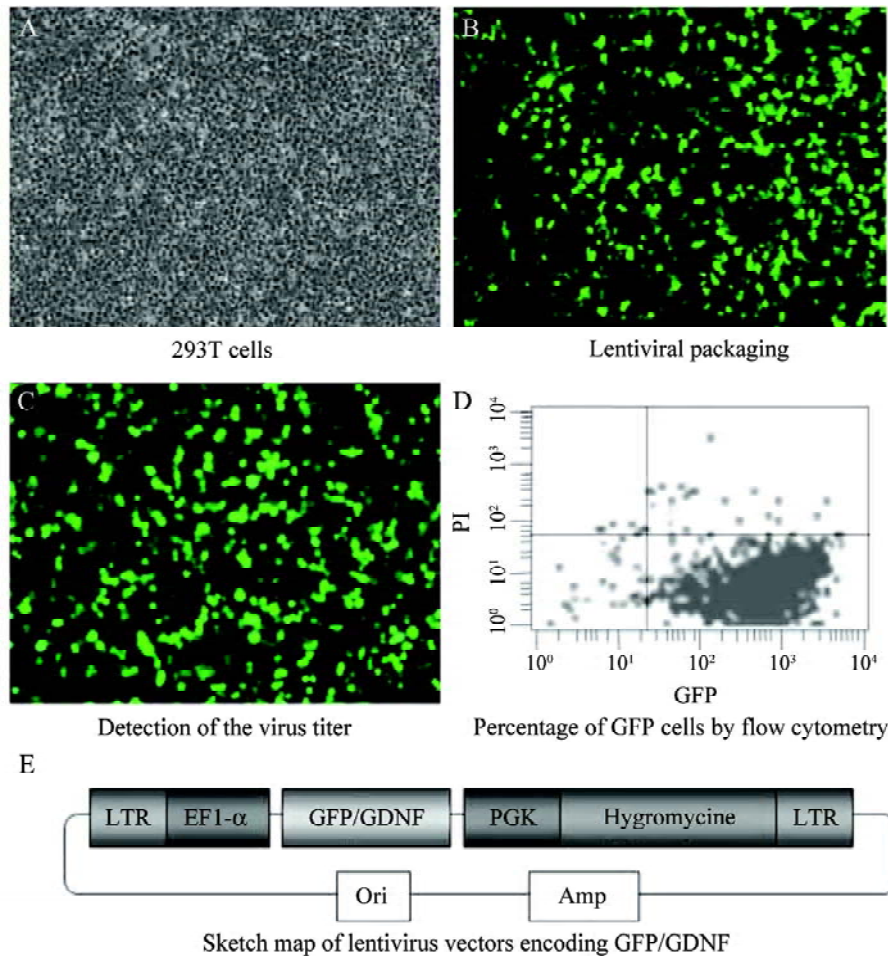 A
B
293T cells
Lentiviral packaging
C
D
10⁴
10³
10²
10¹
10⁰
PI
10⁰ 10¹ 10² 10³ 10⁴
GFP
Detection of the virus titer
Percentage of GFP cells by flow cytometry
E
LTR EF1-α GFP/GDNF PGK Hygromycine LTR
Ori Amp
Sketch map of lentivirus vectors encoding GFP/GDNF